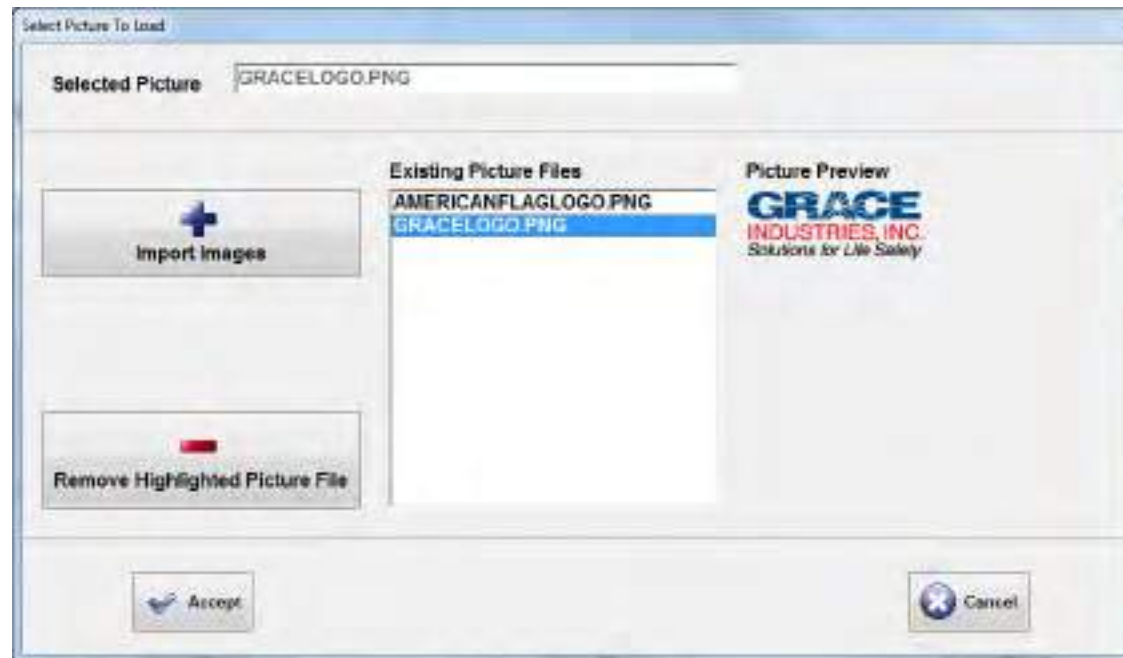 Select Picture To Load
Selected Picture
GRACELOGO.PNG
Existing Picture Files
Picture Preview
AMERICANFLAGLOGO.PNG
GRACELOGO.PNG
GRACE
INDUSTRIES, INC.
Solutions for Life Safety
Import Images
Remove Highlighted Picture File
Accept
Cancel